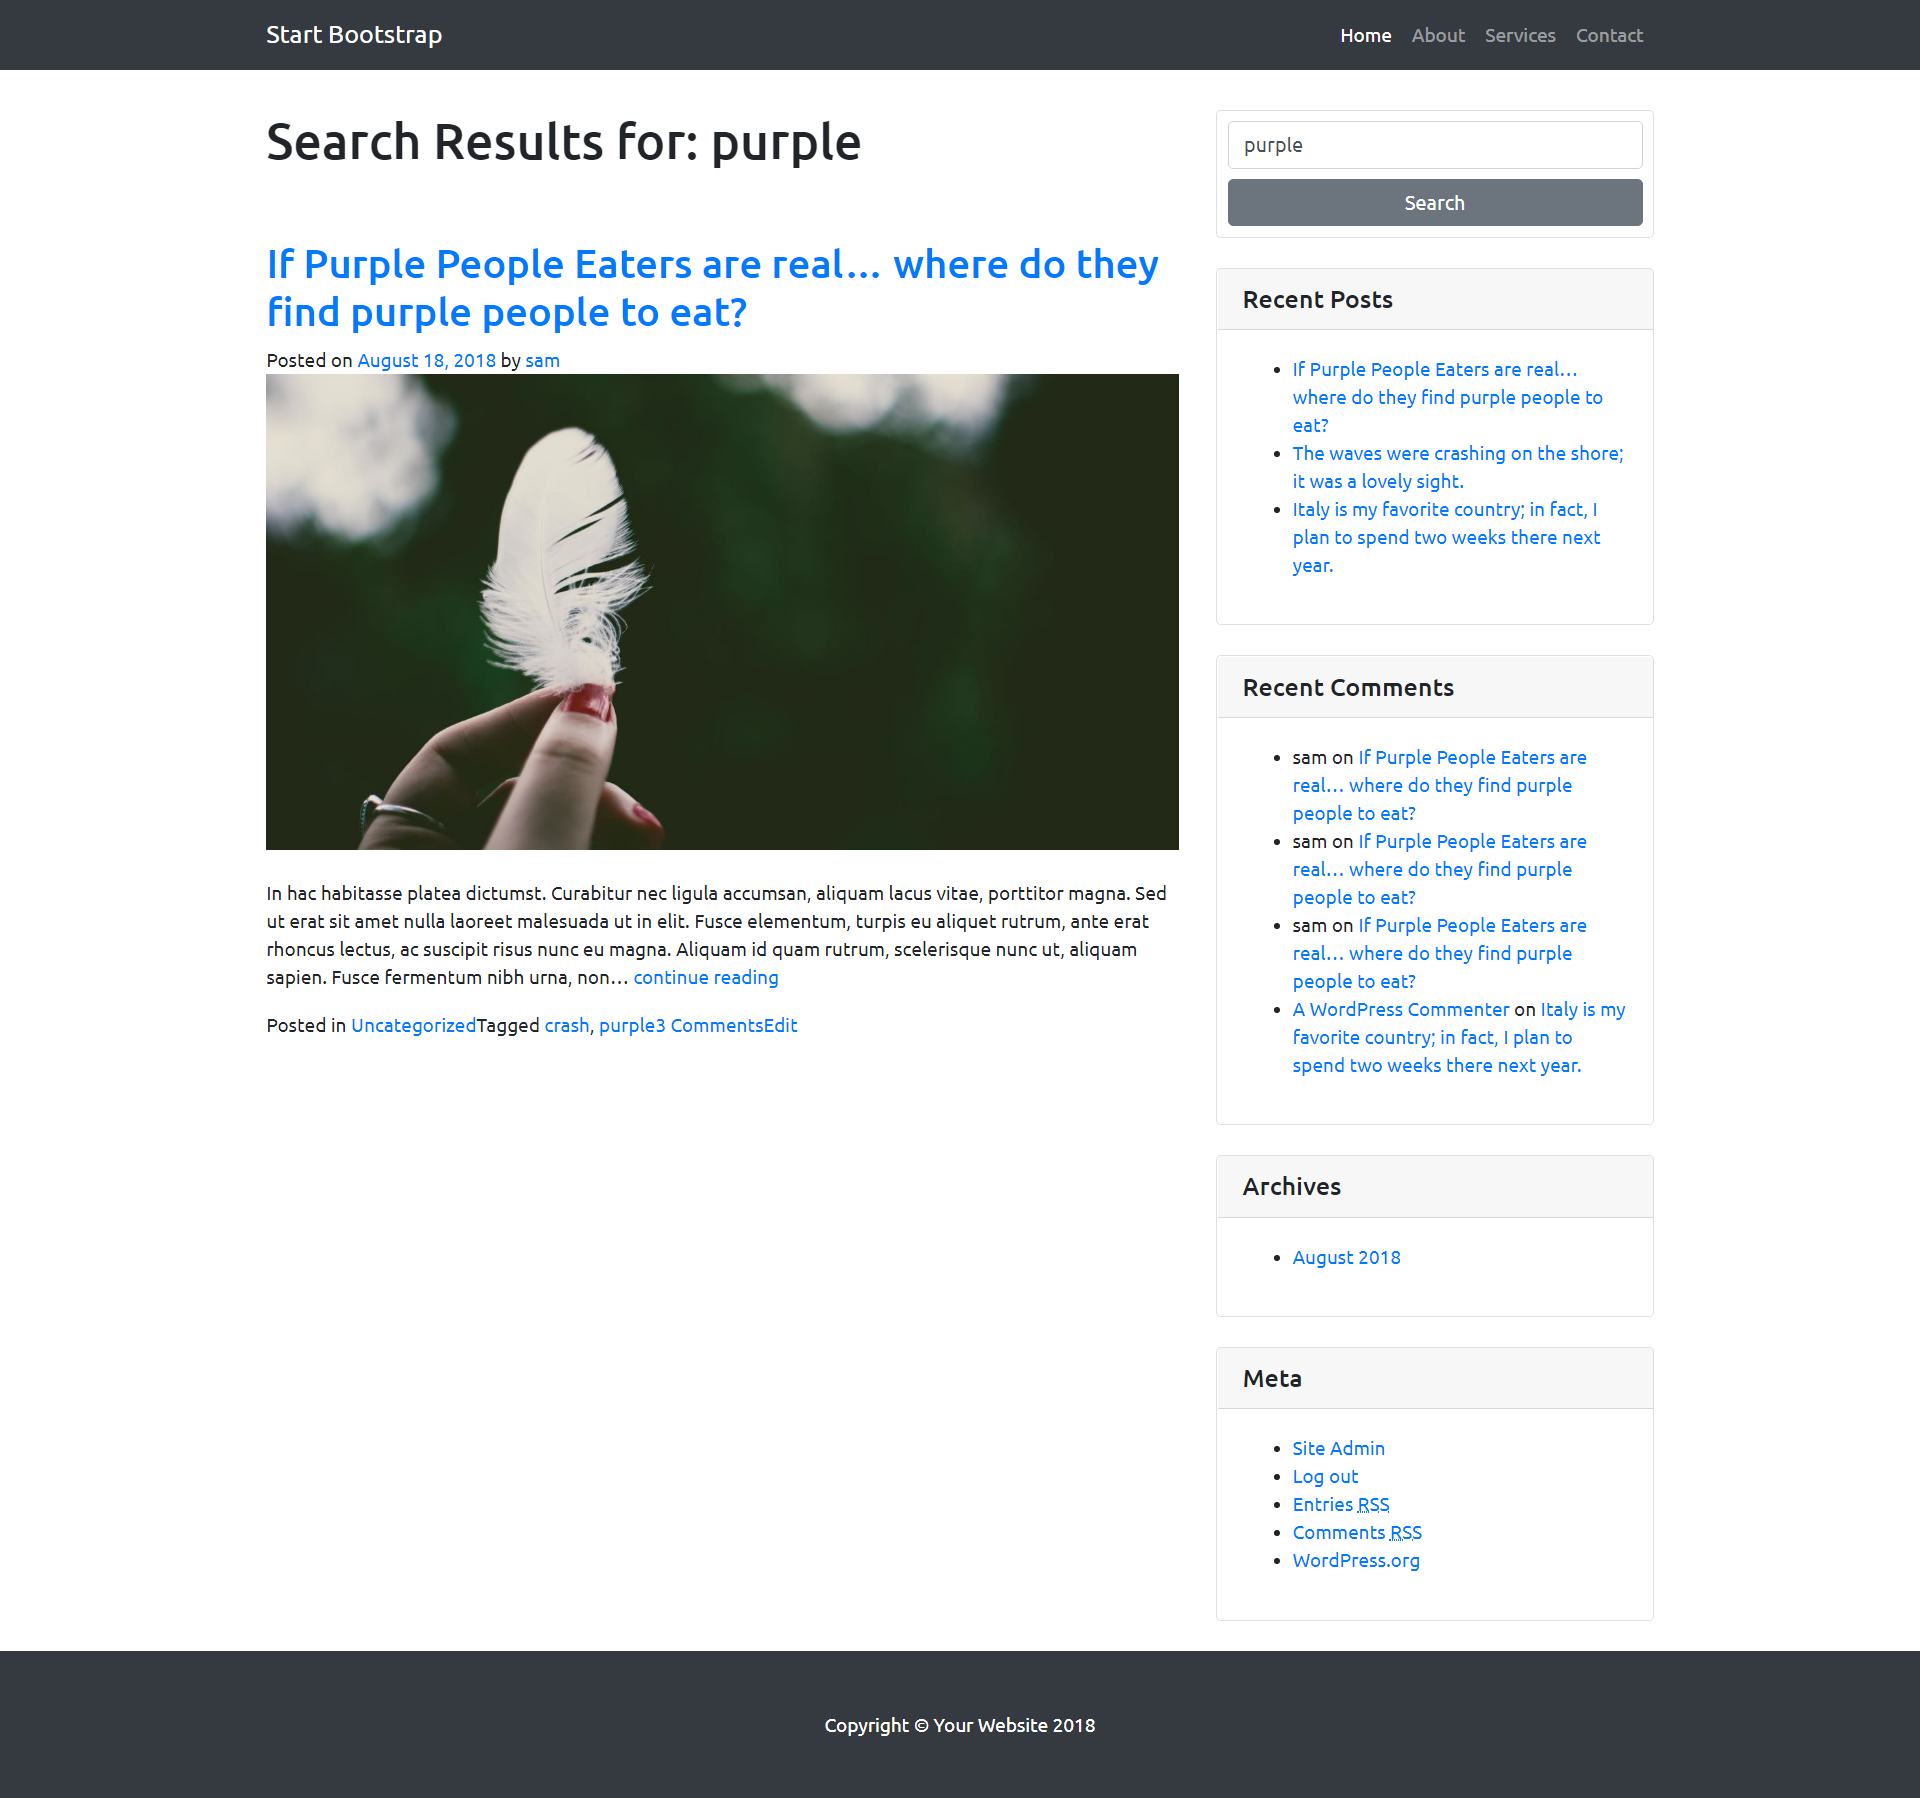 Start Bootstrap
Home About Services Contact
Search Results for: purple
If Purple People Eaters are real… where do they
find purple people to eat?
Posted on August 18, 2018 by sam
In hac habitasse platea dictumst. Curabitur nec ligula accumsan, aliquam lacus vitae, porttitor magna. Sed
ut erat sit amet nulla laoreet malesuada ut in elit. Fusce elementum, turpis eu aliquet rutrum, ante erat
rhoncus lectus, ac suscipit risus nunc eu magna. Aliquam id quam rutrum, scelerisque nunc ut, aliquam
sapien. Fusce fermentum nibh urna, non… continue reading
Posted in UncategorizedTagged crash, purple3 CommentsEdit
purple
Search
Recent Posts
If Purple People Eaters are real…
where do they find purple people to
eat?
The waves were crashing on the shore;
it was a lovely sight.
Italy is my favorite country; in fact, I
plan to spend two weeks there next
year.
Recent Comments
sam on If Purple People Eaters are
real… where do they find purple
people to eat?
sam on If Purple People Eaters are
real… where do they find purple
people to eat?
sam on If Purple People Eaters are
real… where do they find purple
people to eat?
A WordPress Commenter on Italy is my
favorite country; in fact, I plan to
spend two weeks there next year.
Archives
August 2018
Meta
Site Admin
Log out
Entries RSS
Comments RSS
WordPress.org
Copyright © Your Website 2018